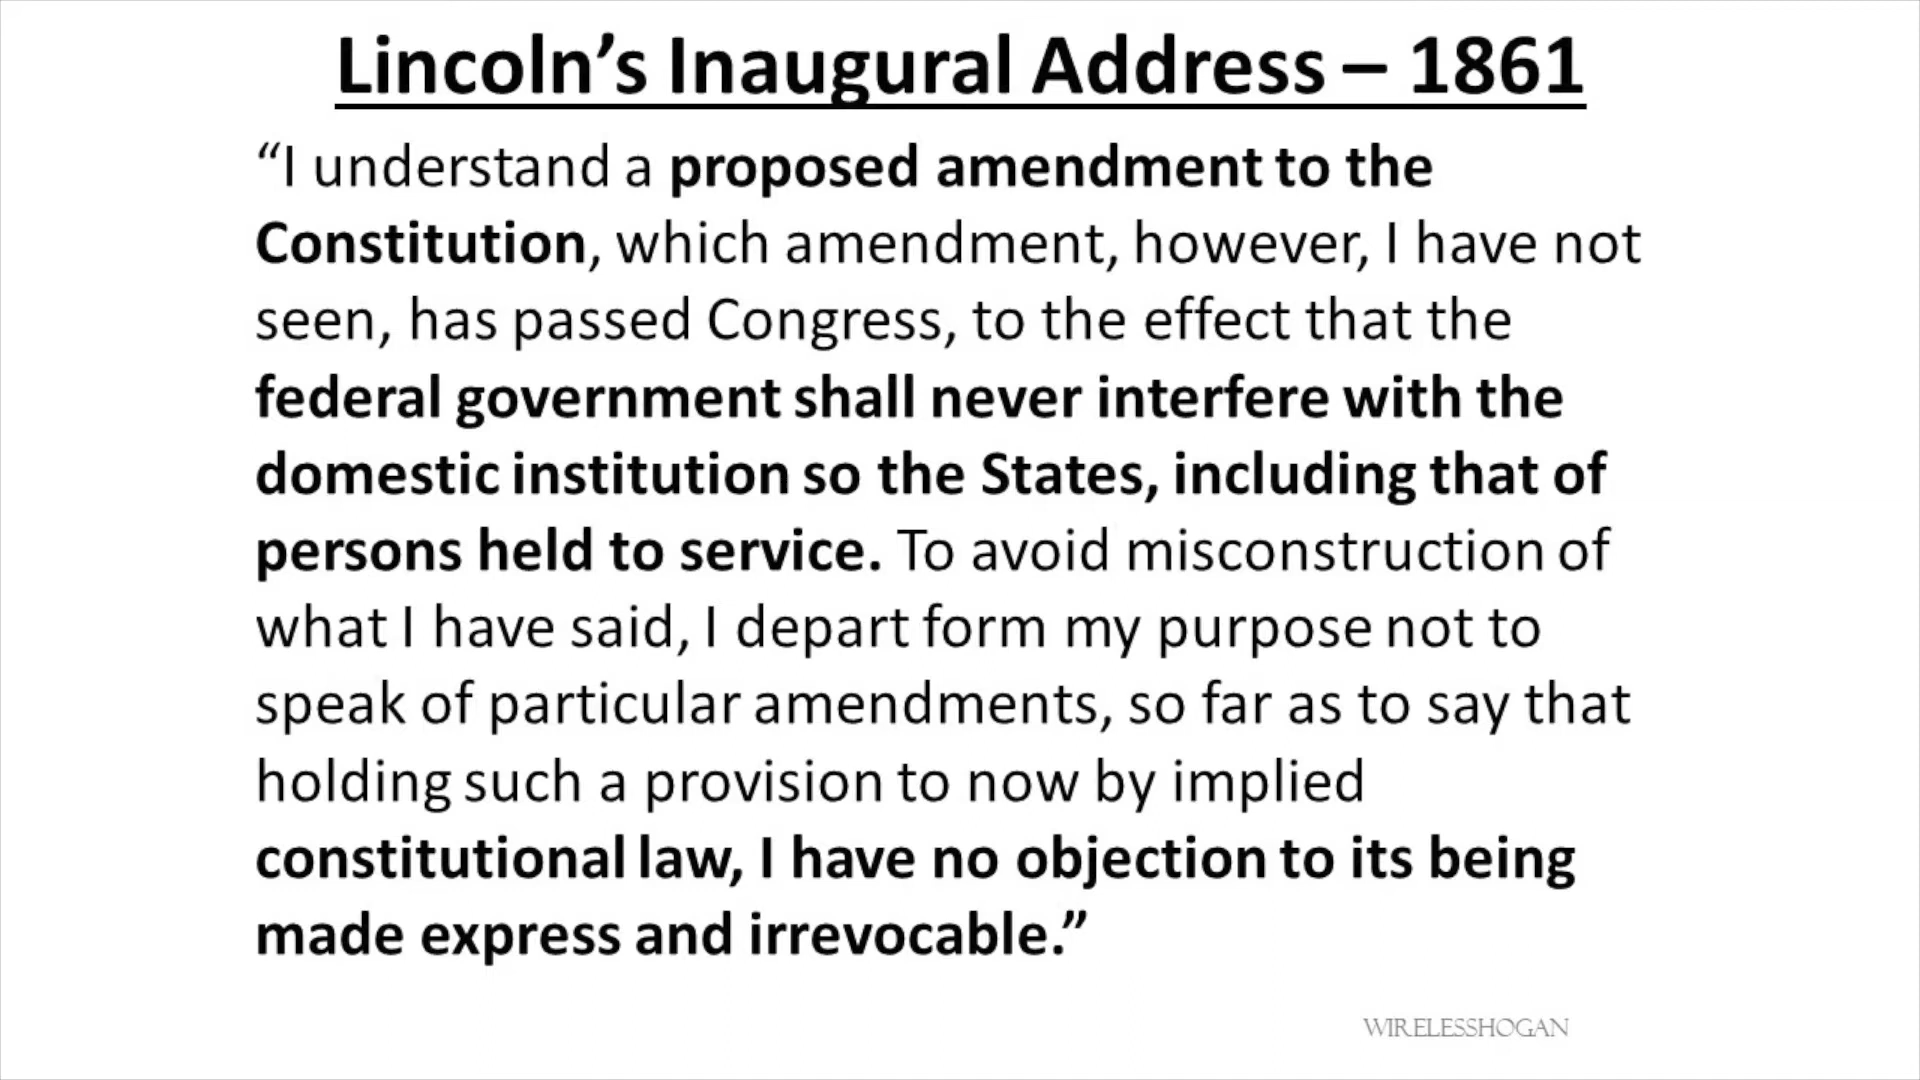 Lincoln’s Inaugural Address – 1861
“I understand a proposed amendment to the
Constitution, which amendment, however, I have not
seen, has passed Congress, to the effect that the
federal government shall never interfere with the
domestic institution so the States, including that of
persons held to service. To avoid misconstruction of
what I have said, I depart form my purpose not to
speak of particular amendments, so far as to say that
holding such a provision to now by implied
constitutional law, I have no objection to its being
made express and irrevocable.”
WIRELESSHOGAN